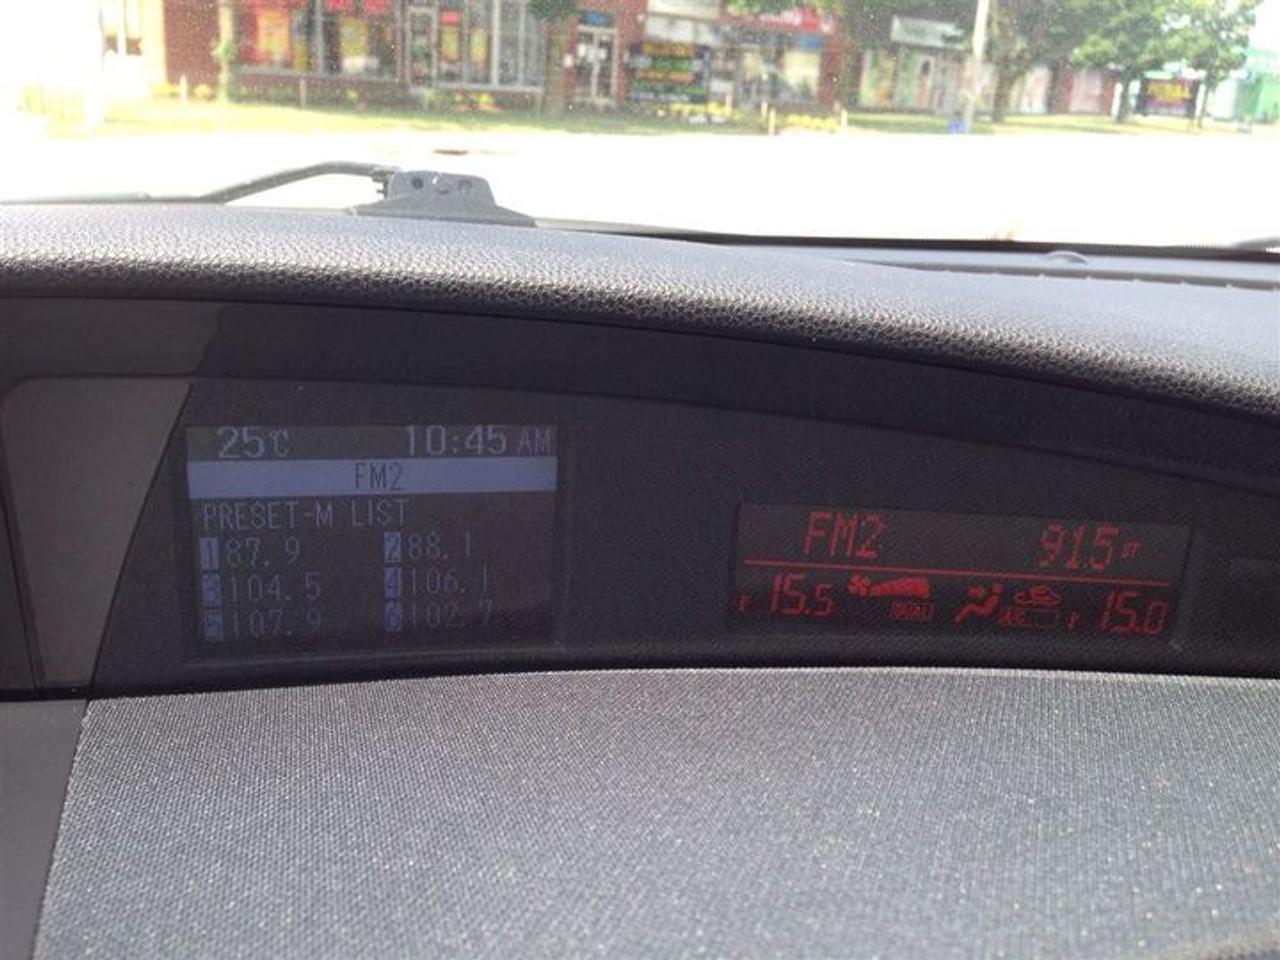 25°C 10:45 AM
FM2
PRESET-M LIST
1 87.9 2 88.1
3 104.5 4 106.1
5 107.9 6 102.7
FM2 91.5 ST
15.5 A/C 15.0